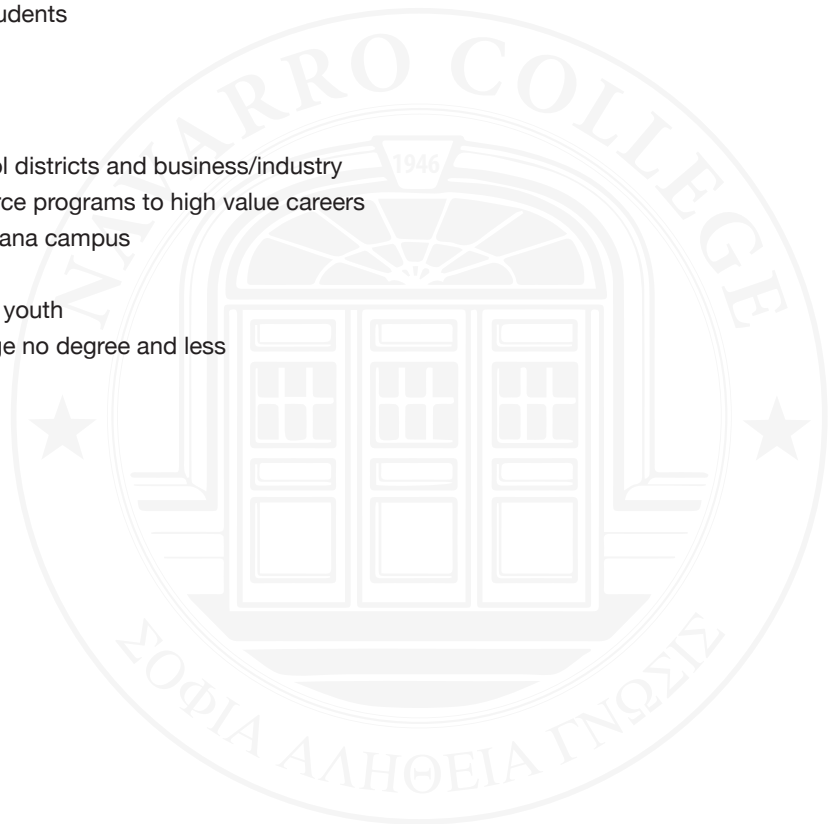 udents
ol districts and business/industry
rce programs to high value careers
ana campus
youth
ge no degree and less
NAVARRO COLLEGE
1946
ΣΟΦΙΑ ΑΛΗΘΕΙΑ ΓΝΩΣΙΣ